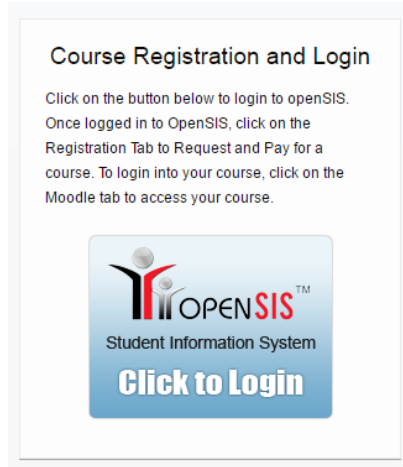 Course Registration and Login
Click on the button below to login to openSIS.
Once logged in to OpenSIS, click on the
Registration Tab to Request and Pay for a
course. To login into your course, click on the
Moodle tab to access your course.
OPENSIS™
Student Information System
Click to Login